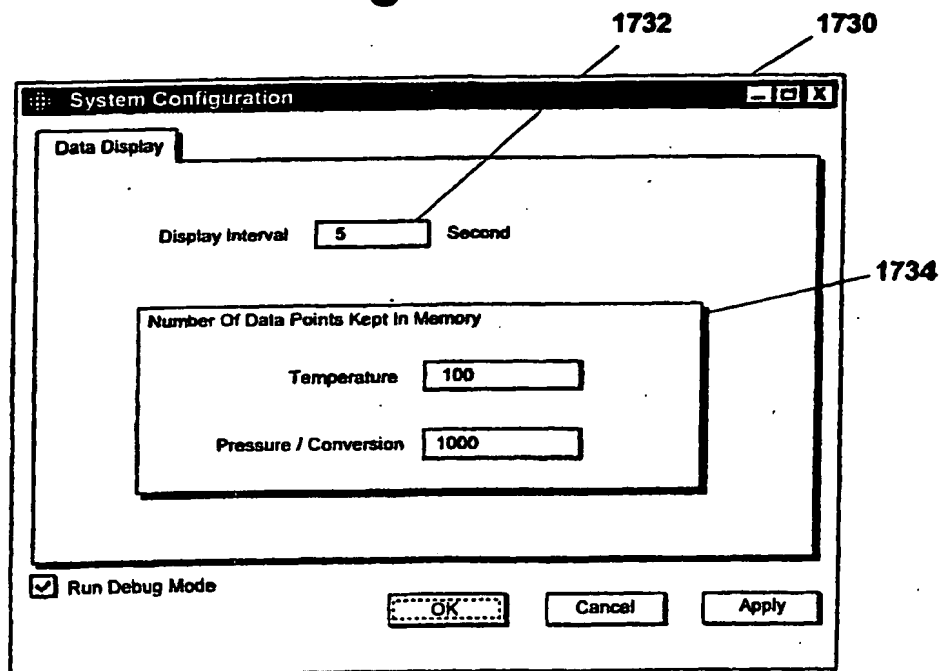 1732 1730
System Configuration
Data Display
Display Interval 5 Second
1734
Number Of Data Points Kept In Memory
Temperature 100
Pressure / Conversion 1000
Run Debug Mode
OK Cancel Apply